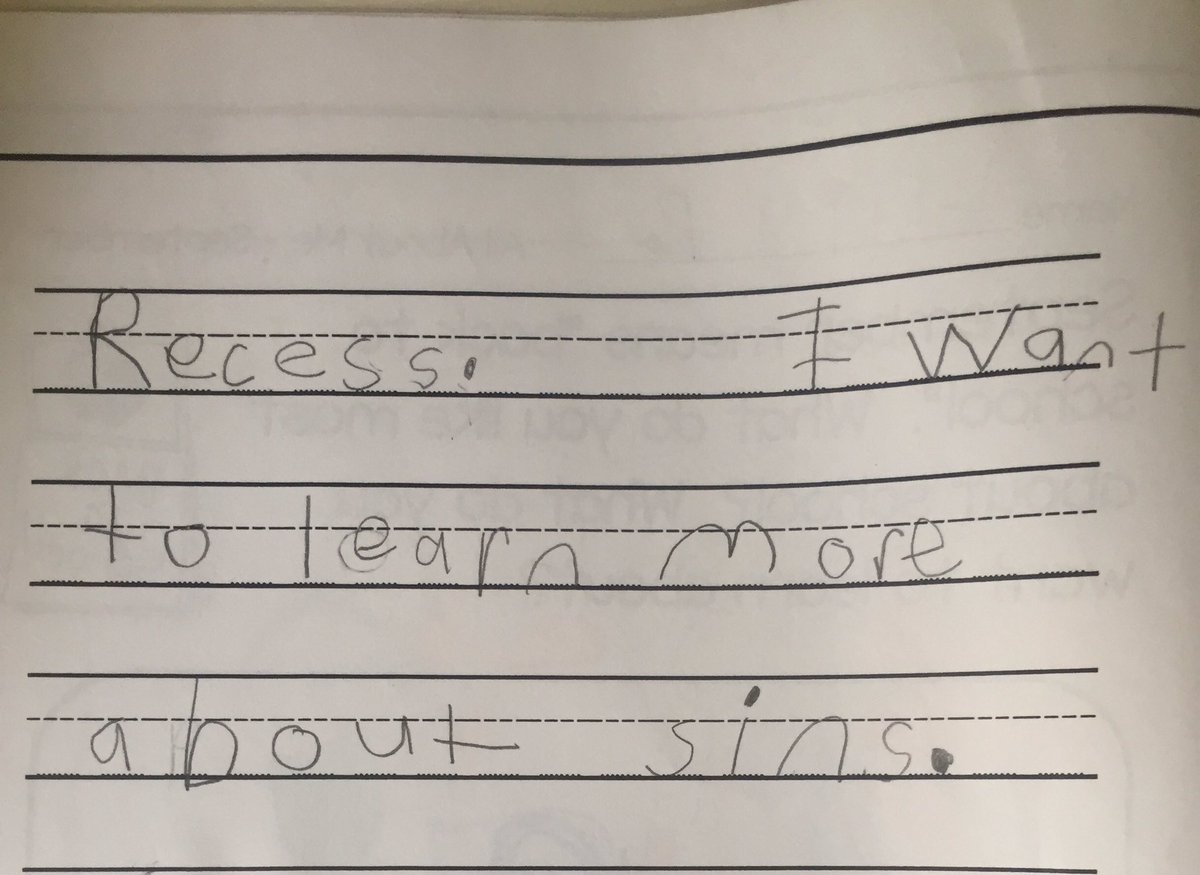 Recess. I want
to learn more
about sins.